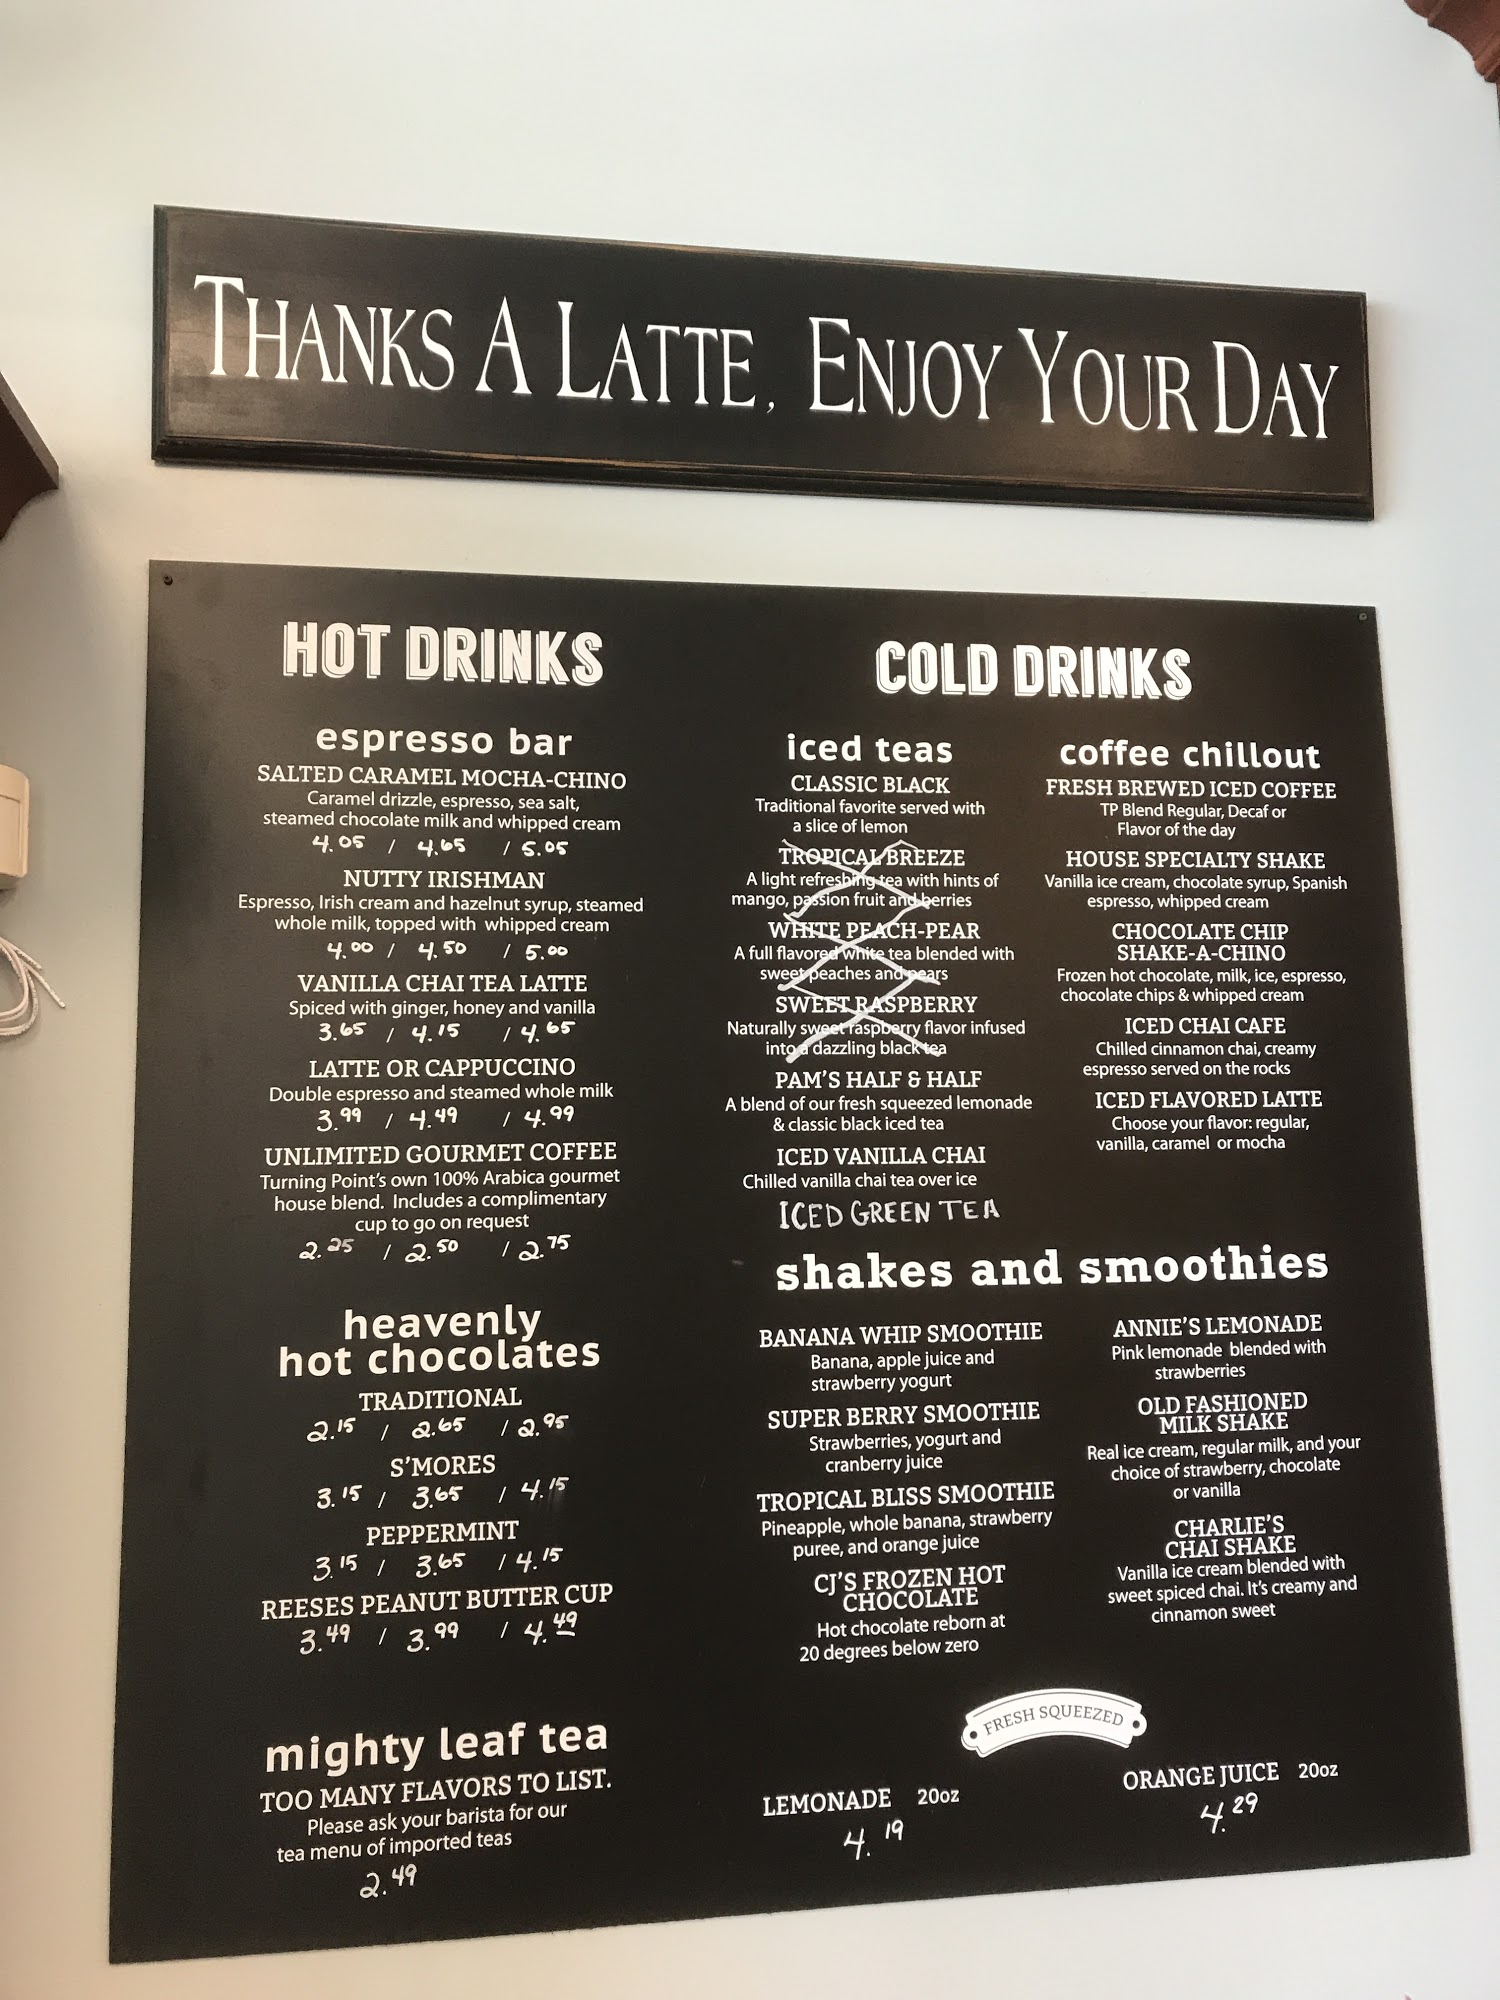 THANKS A LATTE, ENJOY YOUR DAY
HOT DRINKS
espresso bar
SALTED CARAMEL MOCHA-CHINO
Caramel drizzle, espresso, sea salt,
steamed chocolate milk and whipped cream
4.05 / 4.65 / 5.05
NUTTY IRISHMAN
Espresso, Irish cream and hazelnut syrup, steamed
whole milk, topped with whipped cream
4.00 / 4.50 / 5.00
VANILLA CHAI TEA LATTE
Spiced with ginger, honey and vanilla
3.65 / 4.15 / 4.65
LATTE OR CAPPUCCINO
Double espresso and steamed whole milk
3.99 / 4.49 / 4.99
UNLIMITED GOURMET COFFEE
Turning Point's own 100% Arabica gourmet
house blend. Includes a complimentary
cup to go on request
2.25 / 2.50 / 2.75
heavenly
hot chocolates
TRADITIONAL
2.15 / 2.65 / 2.95
S'MORES
3.15 / 3.65 / 4.15
PEPPERMINT
3.15 / 3.65 / 4.15
REESES PEANUT BUTTER CUP
3.49 / 3.99 / 4.49
mighty leaf tea
TOO MANY FLAVORS TO LIST.
Please ask your barista for our
tea menu of imported teas
2.49
COLD DRINKS
iced teas
CLASSIC BLACK
Traditional favorite served with
a slice of lemon
TROPICAL BREEZE
A light refreshing tea with hints of
mango, passion fruit and berries
WHITE PEACH-PEAR
A full flavored white tea blended with
sweet peaches and pears
SWEET RASPBERRY
Naturally sweet raspberry flavor infused
into a dazzling black tea
PAM'S HALF & HALF
A blend of our fresh squeezed lemonade
& classic black iced tea
ICED VANILLA CHAI
Chilled vanilla chai tea over ice
ICED GREEN TEA
coffee chillout
FRESH BREWED ICED COFFEE
TP Blend Regular, Decaf or
Flavor of the day
HOUSE SPECIALTY SHAKE
Vanilla ice cream, chocolate syrup, Spanish
espresso, whipped cream
CHOCOLATE CHIP
SHAKE-A-CHINO
Frozen hot chocolate, milk, ice, espresso,
chocolate chips & whipped cream
ICED CHAI CAFE
Chilled cinnamon chai, creamy
espresso served on the rocks
ICED FLAVORED LATTE
Choose your flavor: regular,
vanilla, caramel or mocha
shakes and smoothies
BANANA WHIP SMOOTHIE
Banana, apple juice and
strawberry yogurt
SUPER BERRY SMOOTHIE
Strawberries, yogurt and
cranberry juice
TROPICAL BLISS SMOOTHIE
Pineapple, whole banana, strawberry
puree, and orange juice
CJ'S FROZEN HOT
CHOCOLATE
Hot chocolate reborn at
20 degrees below zero
ANNIE'S LEMONADE
Pink lemonade blended with
strawberries
OLD FASHIONED
MILK SHAKE
Real ice cream, regular milk, and your
choice of strawberry, chocolate
or vanilla
CHARLIE'S
CHAI SHAKE
Vanilla ice cream blended with
sweet spiced chai. It's creamy and
cinnamon sweet
FRESH SQUEEZED
LEMONADE 20oz
4.19
ORANGE JUICE 20oz
4.29